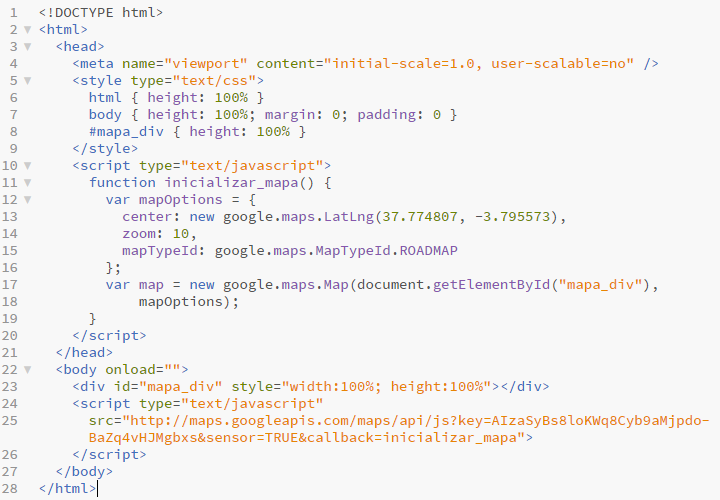 1 <!DOCTYPE html>
2 <html>
3 <head>
4 <meta name="viewport" content="initial-scale=1.0, user-scalable=no" />
5 <style type="text/css">
6 html { height: 100% }
7 body { height: 100%; margin: 0; padding: 0 }
8 #mapa_div { height: 100% }
9 </style>
10 <script type="text/javascript">
11 function inicializar_mapa() {
12 var mapOptions = {
13 center: new google.maps.LatLng(37.774807, -3.795573),
14 zoom: 10,
15 mapTypeId: google.maps.MapTypeId.ROADMAP
16 };
17 var map = new google.maps.Map(document.getElementById("mapa_div"),
18 mapOptions);
19 }
20 </script>
21 </head>
22 <body onload="">
23 <div id="mapa_div" style="width:100%; height:100%"></div>
24 <script type="text/javascript"
25 src="http://maps.googleapis.com/maps/api/js?key=AIzaSyBs8loKWq8Cyb9aMjpdo-
BaZq4vHJMgbxs&sensor=TRUE&callback=inicializar_mapa">
26 </script>
27 </body>
28 </html>